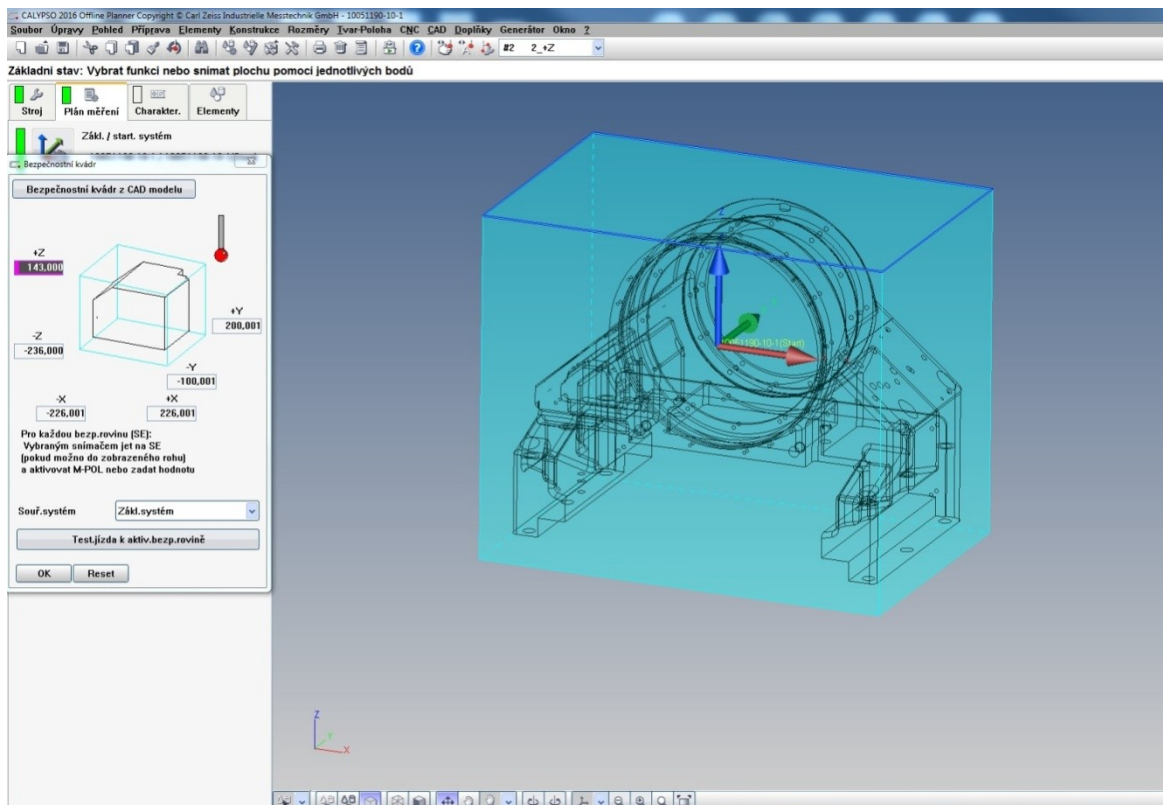 CALYPSO 2016 Offline Planner Copyright © Carl Zeiss Industrielle Messtechnik GmbH - 10051190-10-1
Soubor Úpravy Pohled Příprava Elementy Konstrukce Rozměry Tvar-Poloha CNC CAD Doplňky Generátor Okno ?
#2 2_+Z
Základní stav: Vybrat funkci nebo snímat plochu pomocí jednotlivých bodů
Stroj Plán měření Charakter. Elementy
Zákl. / start. systém
Bezpečnostní kvádr
Bezpečnostní kvádr z CAD modelu
+Z
143,000
+Y
200,001
-Z
-236,000
-Y
-100,001
-X +X
-226,001 226,001
Pro každou bezp.rovinu (SE):
Vybraným snímačem jet na SE
(pokud možno do zobrazeného rohu)
a aktivovat M-POL nebo zadat hodnotu
Souř.systém Zákl.systém
Test.jízda k aktiv.bezp.rovině
OK Reset
Z
10051190-10-1(Start)
Z
Y
X